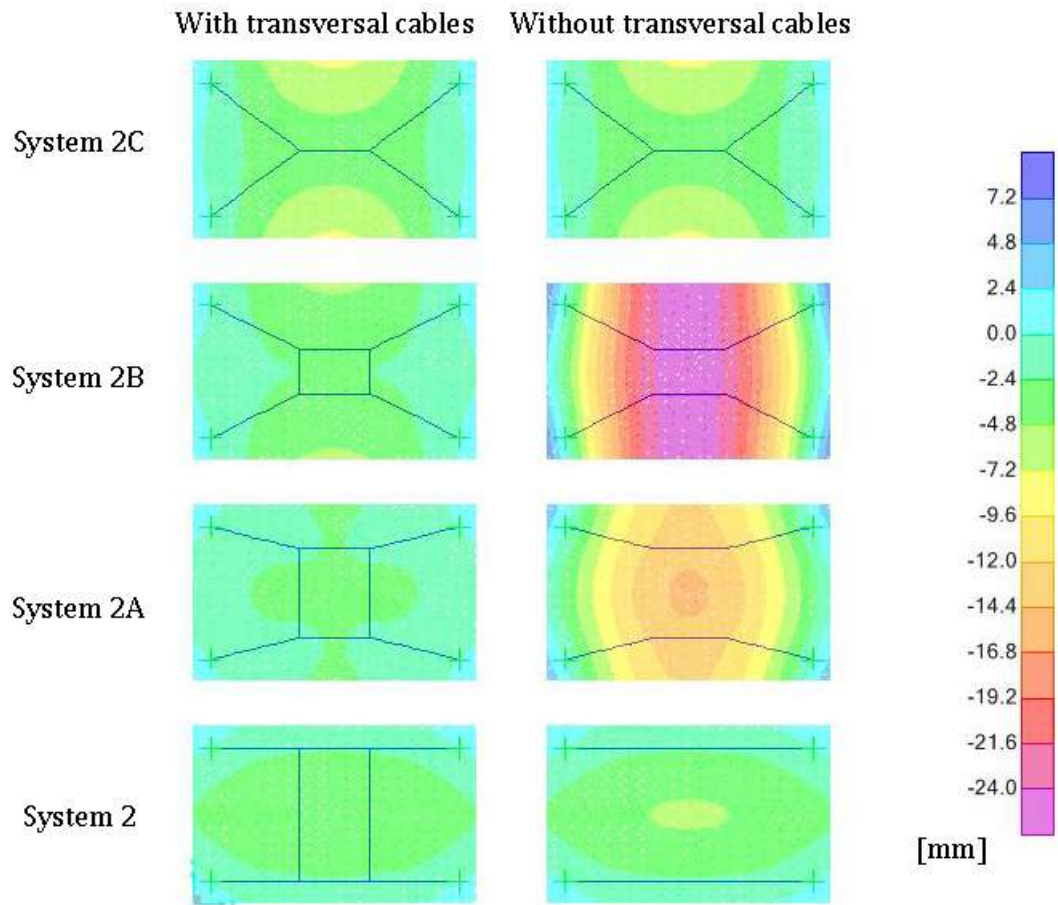 With transversal cables
Without transversal cables
System 2C
System 2B
System 2A
System 2
7.2
4.8
2.4
0.0
-2.4
-4.8
-7.2
-9.6
-12.0
-14.4
-16.8
-19.2
-21.6
-24.0
[mm]